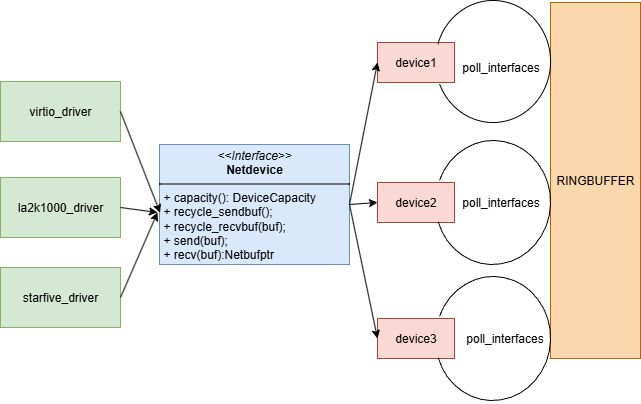 virtio_driver
la2k1000_driver
starfive_driver
<<Interface>>
Netdevice
+ capacity(): DeviceCapacity
+ recycle_sendbuf();
+ recycle_recvbuf(buf);
+ send(buf);
+ recv(buf):Netbufptr
device1
poll_interfaces
device2
poll_interfaces
device3
poll_interfaces
RINGBUFFER